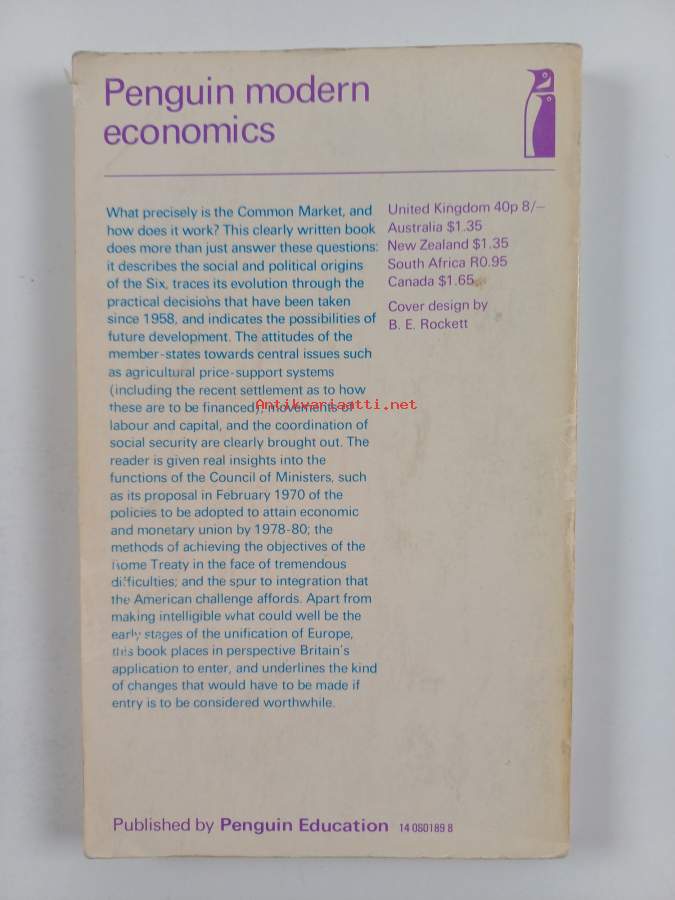 Penguin modern
economics
What precisely is the Common Market, and
how does it work? This clearly written book
does more than just answer these questions:
it describes the social and political origins
of the Six, traces its evolution through the
practical decisions that have been taken
since 1958, and indicates the possibilities of
future development. The attitudes of the
member-states towards central issues such
as agricultural price-support systems
(including the recent settlement as to how
these are to be financed), movements of
labour and capital, and the coordination of
social security are clearly brought out. The
reader is given real insights into the
functions of the Council of Ministers, such
as its proposal in February 1970 of the
policies to be adopted to attain economic
and monetary union by 1978-80; the
methods of achieving the objectives of the
Rome Treaty in the face of tremendous
difficulties; and the spur to integration that
the American challenge affords. Apart from
making intelligible what could well be the
early stages of the unification of Europe,
this book places in perspective Britain's
application to enter, and underlines the kind
of changes that would have to be made if
entry is to be considered worthwhile.
United Kingdom 40p 8/–
Australia $1.35
New Zealand $1.35
South Africa R0.95
Canada $1.65
Cover design by
B. E. Rockett
Antikvariaatti.net
Published by Penguin Education 14 080189 8